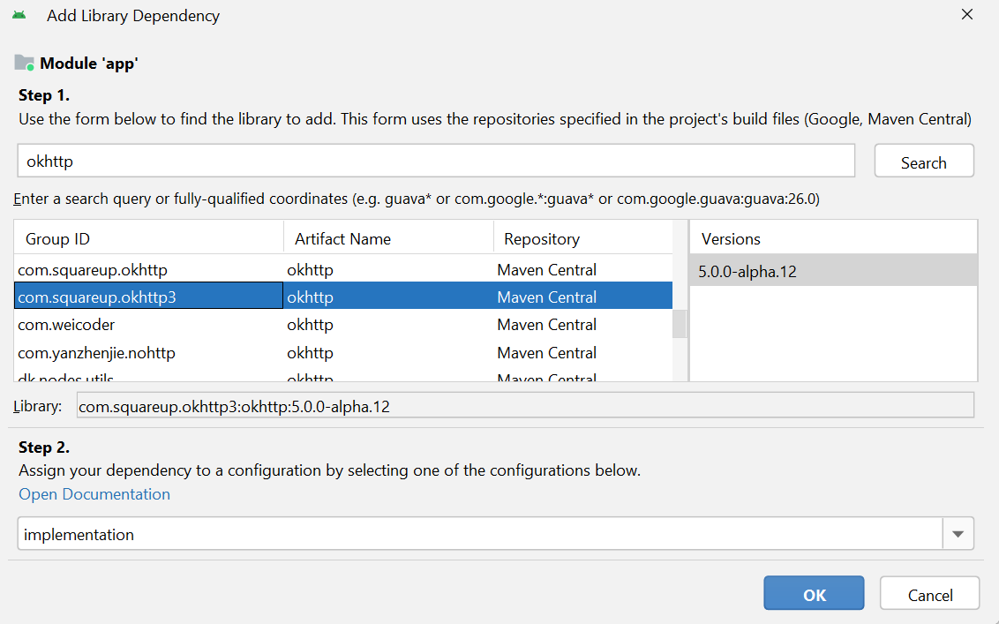 Add Library Dependency
Module 'app'
Step 1.
Use the form below to find the library to add. This form uses the repositories specified in the project's build files (Google, Maven Central)
okhttp Search
Enter a search query or fully-qualified coordinates (e.g. guava* or com.google.*:guava* or com.google.guava:guava:26.0)
Group ID Artifact Name Repository Versions
com.squareup.okhttp okhttp Maven Central 5.0.0-alpha.12
com.squareup.okhttp3 okhttp Maven Central
com.weicoder okhttp Maven Central
com.yanzhenjie.nohttp okhttp Maven Central
dk.nodes.utils okhttp Maven Central
Library: com.squareup.okhttp3:okhttp:5.0.0-alpha.12
Step 2.
Assign your dependency to a configuration by selecting one of the configurations below.
Open Documentation
implementation
OK Cancel